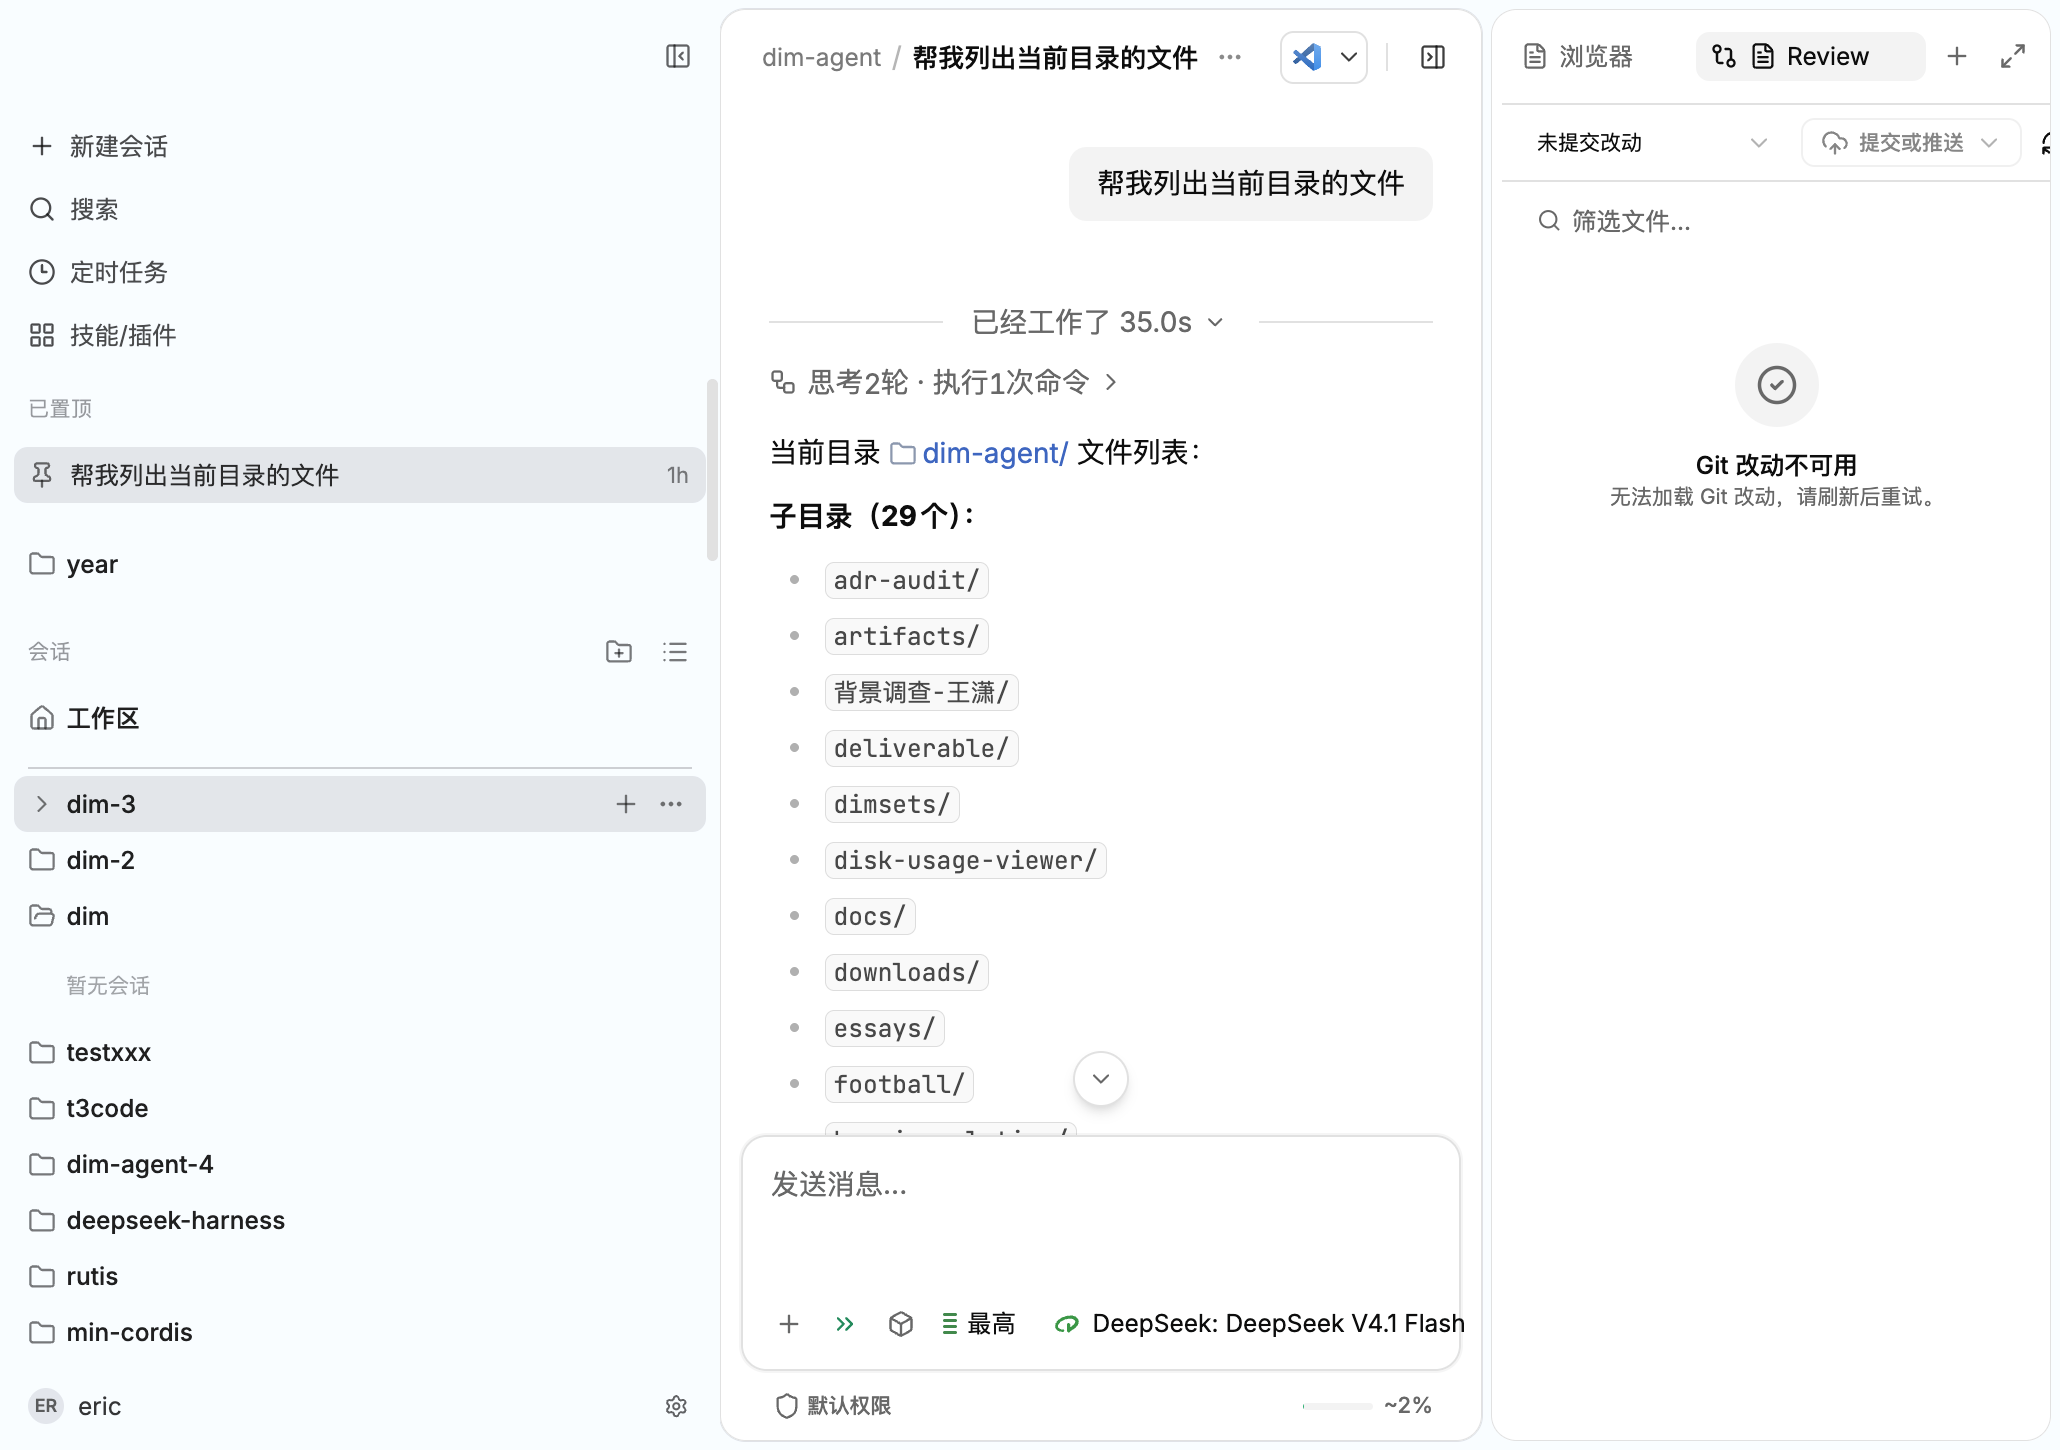 新建会话
搜索
定时任务
技能/插件
已置顶
帮我列出当前目录的文件 1h
year
会话
工作区
dim-3
dim-2
dim
暂无会话
testxxx
t3code
dim-agent-4
deepseek-harness
rutis
min-cordis
ER eric
dim-agent / 帮我列出当前目录的文件
帮我列出当前目录的文件
已经工作了 35.0s
思考2轮 · 执行1次命令
当前目录 dim-agent/ 文件列表：
子目录（29个）：
adr-audit/
artifacts/
背景调查-王潇/
deliverable/
dimsets/
disk-usage-viewer/
docs/
downloads/
essays/
football/
发送消息...
最高 DeepSeek: DeepSeek V4.1 Flash
默认权限 ~2%
浏览器 Review
未提交改动 提交或推送
筛选文件...
Git 改动不可用
无法加载 Git 改动，请刷新后重试。